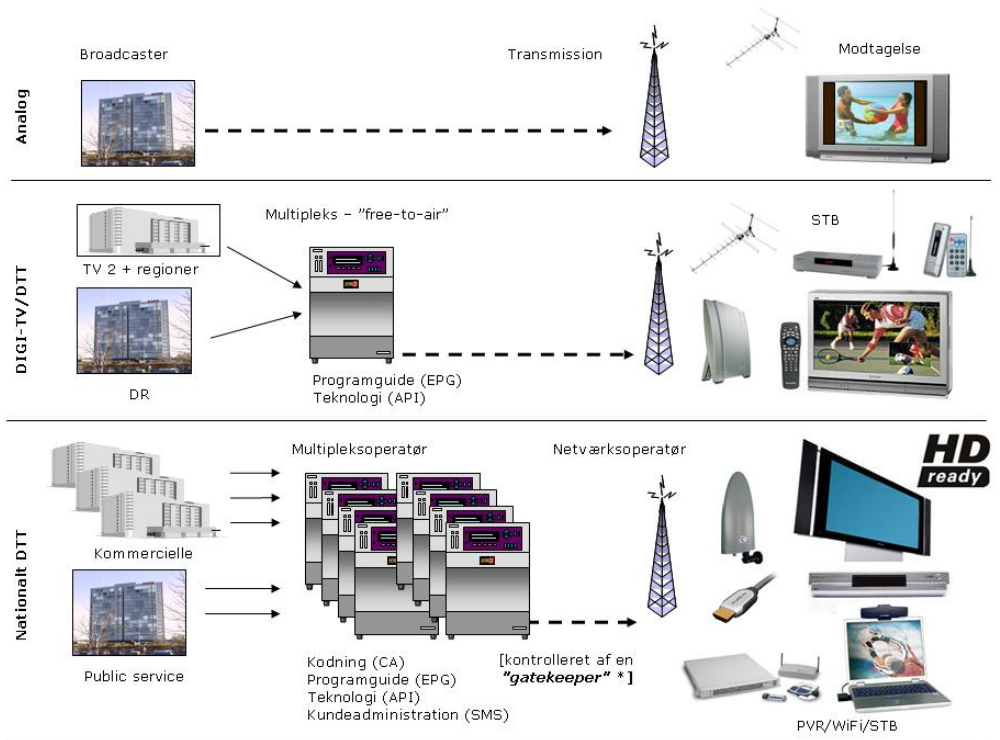 Broadcaster
Transmission
Modtagelse
Analog
Multipleks – "free-to-air"
STB
TV 2 + regioner
DIGI-TV/DTT
DR
Programguide (EPG)
Teknologi (API)
Multipleksoperatør
Netværksoperatør
HD
ready
Kommercielle
Nationalt DTT
Public service
Kodning (CA)
Programguide (EPG)
Teknologi (API)
Kundeadministration (SMS)
[kontrolleret af en
"gatekeeper" *]
PVR/WiFi/STB